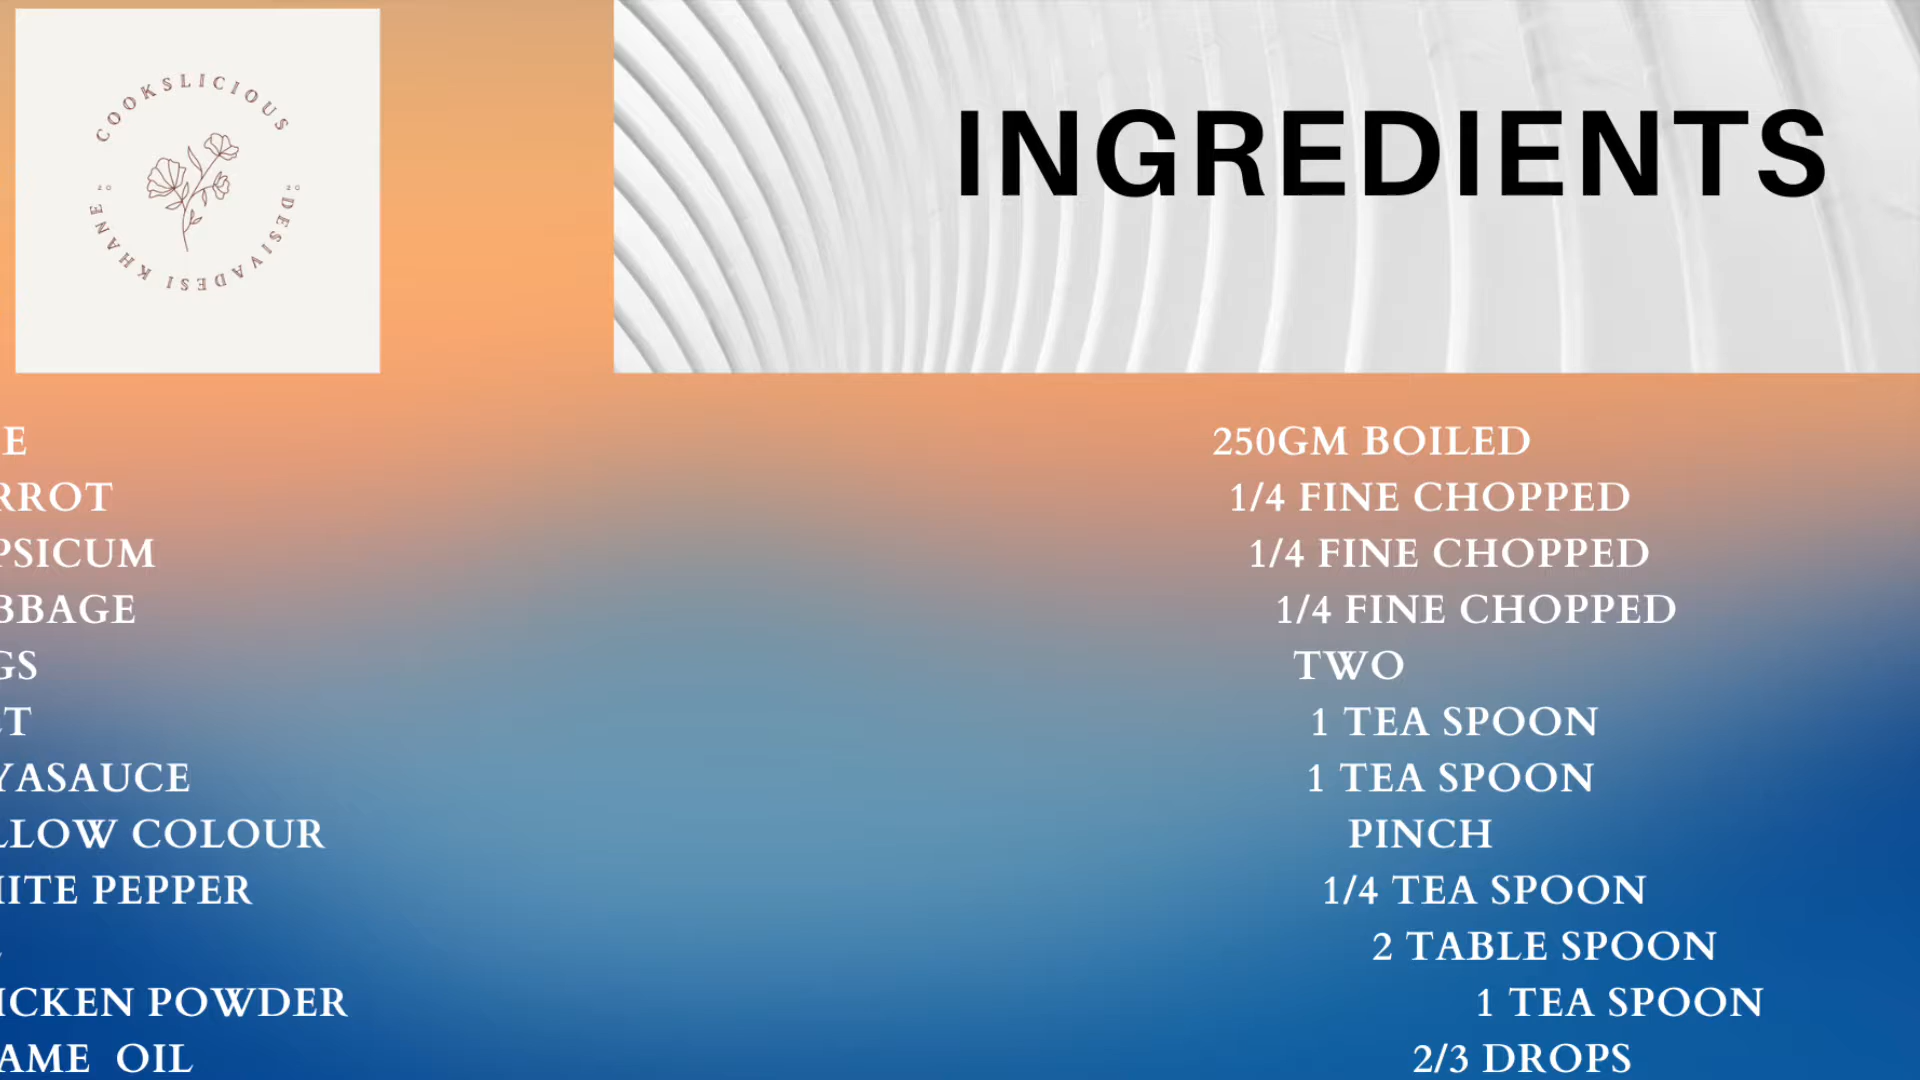 COOKSLICIOUS
DESIVADESI KHANE
INGREDIENTS
E 250GM BOILED
RROT 1/4 FINE CHOPPED
PSICUM 1/4 FINE CHOPPED
BBAGE 1/4 FINE CHOPPED
GS TWO
T 1 TEA SPOON
YASAUCE 1 TEA SPOON
LLOW COLOUR PINCH
ITE PEPPER 1/4 TEA SPOON
2 TABLE SPOON
ICKEN POWDER 1 TEA SPOON
AME OIL 2/3 DROPS